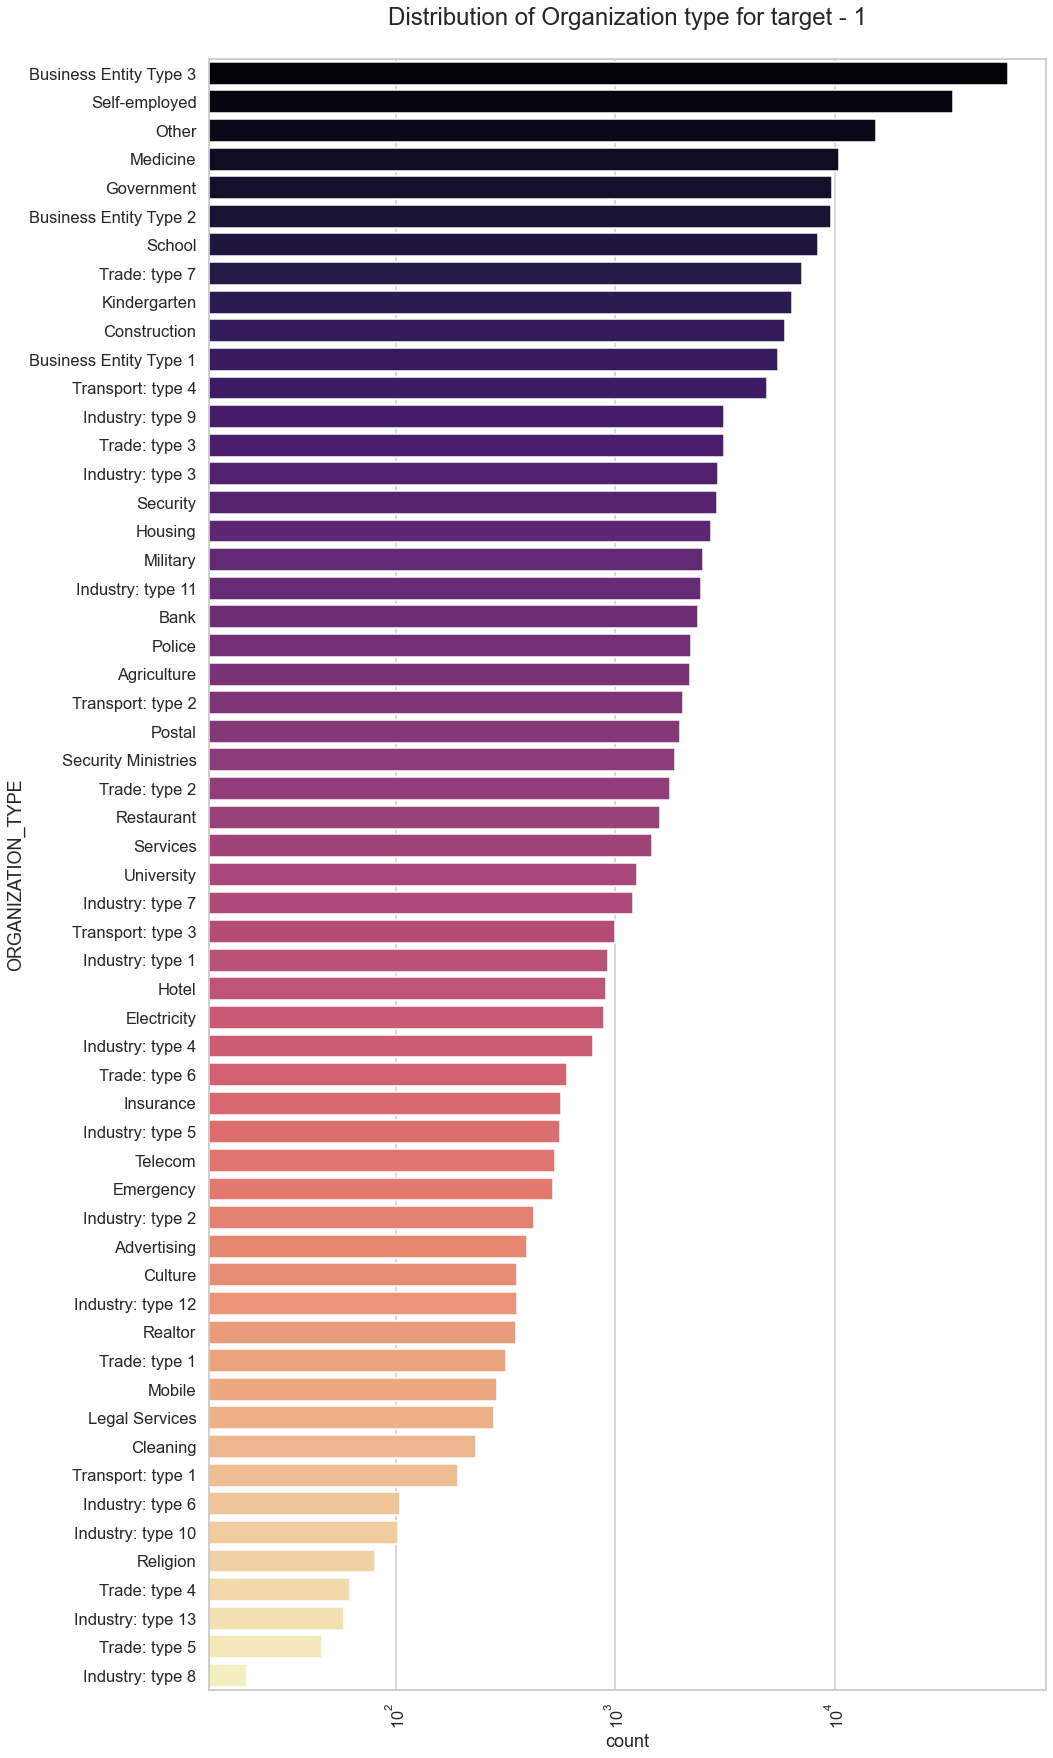 Distribution of Organization type for target - 1
Business Entity Type 3
Self-employed
Other
Medicine
Government
Business Entity Type 2
School
Trade: type 7
Kindergarten
Construction
Business Entity Type 1
Transport: type 4
Industry: type 9
Trade: type 3
Industry: type 3
Security
Housing
Military
Industry: type 11
Bank
Police
Agriculture
Transport: type 2
Postal
Security Ministries
Trade: type 2
Restaurant
Services
University
Industry: type 7
Transport: type 3
Industry: type 1
Hotel
Electricity
Industry: type 4
Trade: type 6
Insurance
Industry: type 5
Telecom
Emergency
Industry: type 2
Advertising
Culture
Industry: type 12
Realtor
Trade: type 1
Mobile
Legal Services
Cleaning
Transport: type 1
Industry: type 6
Industry: type 10
Religion
Trade: type 4
Industry: type 13
Trade: type 5
Industry: type 8
ORGANIZATION_TYPE
10²
10³
10⁴
count